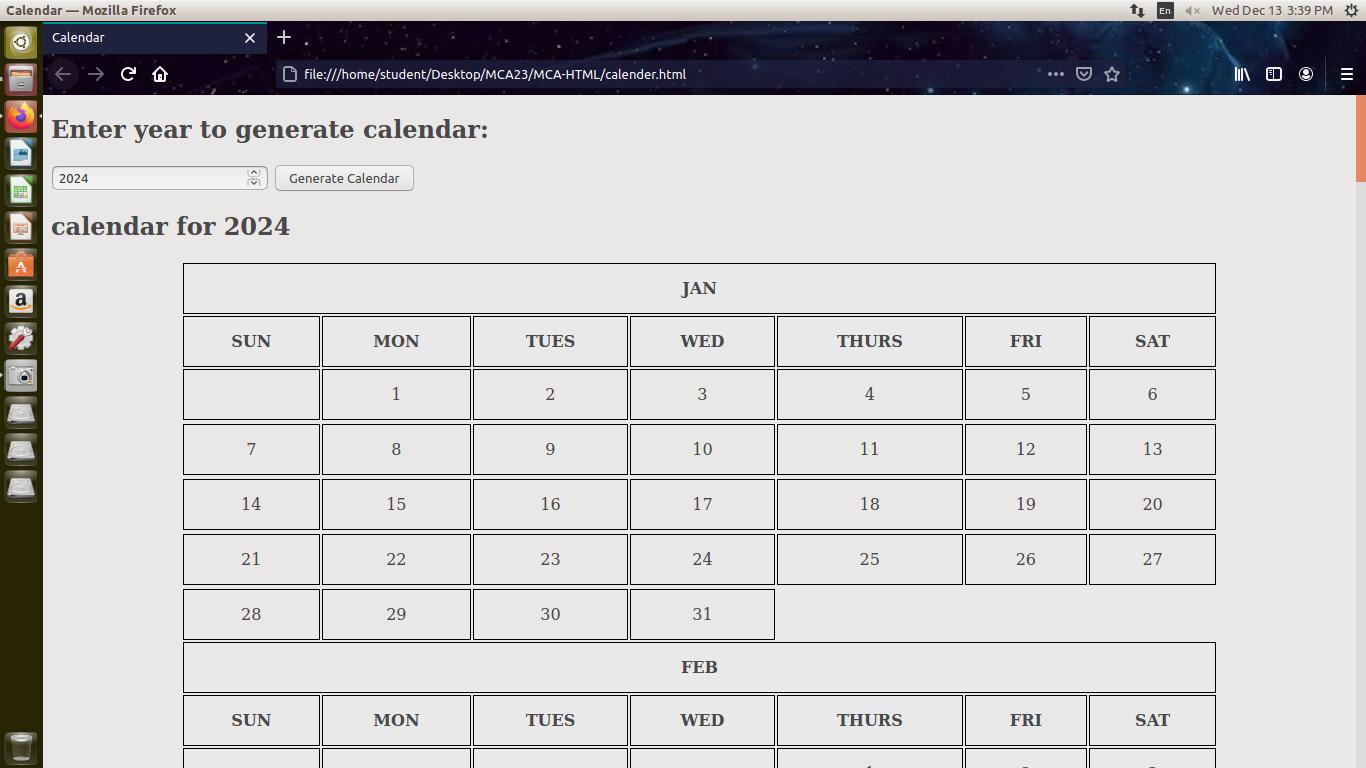 Calendar — Mozilla Firefox
En
Wed Dec 13 3:39 PM
Calendar
file:///home/student/Desktop/MCA23/MCA-HTML/calender.html
Enter year to generate calendar:
2024 Generate Calendar
calendar for 2024
JAN
SUN MON TUES WED THURS FRI SAT
1 2 3 4 5 6
7 8 9 10 11 12 13
14 15 16 17 18 19 20
21 22 23 24 25 26 27
28 29 30 31
FEB
SUN MON TUES WED THURS FRI SAT